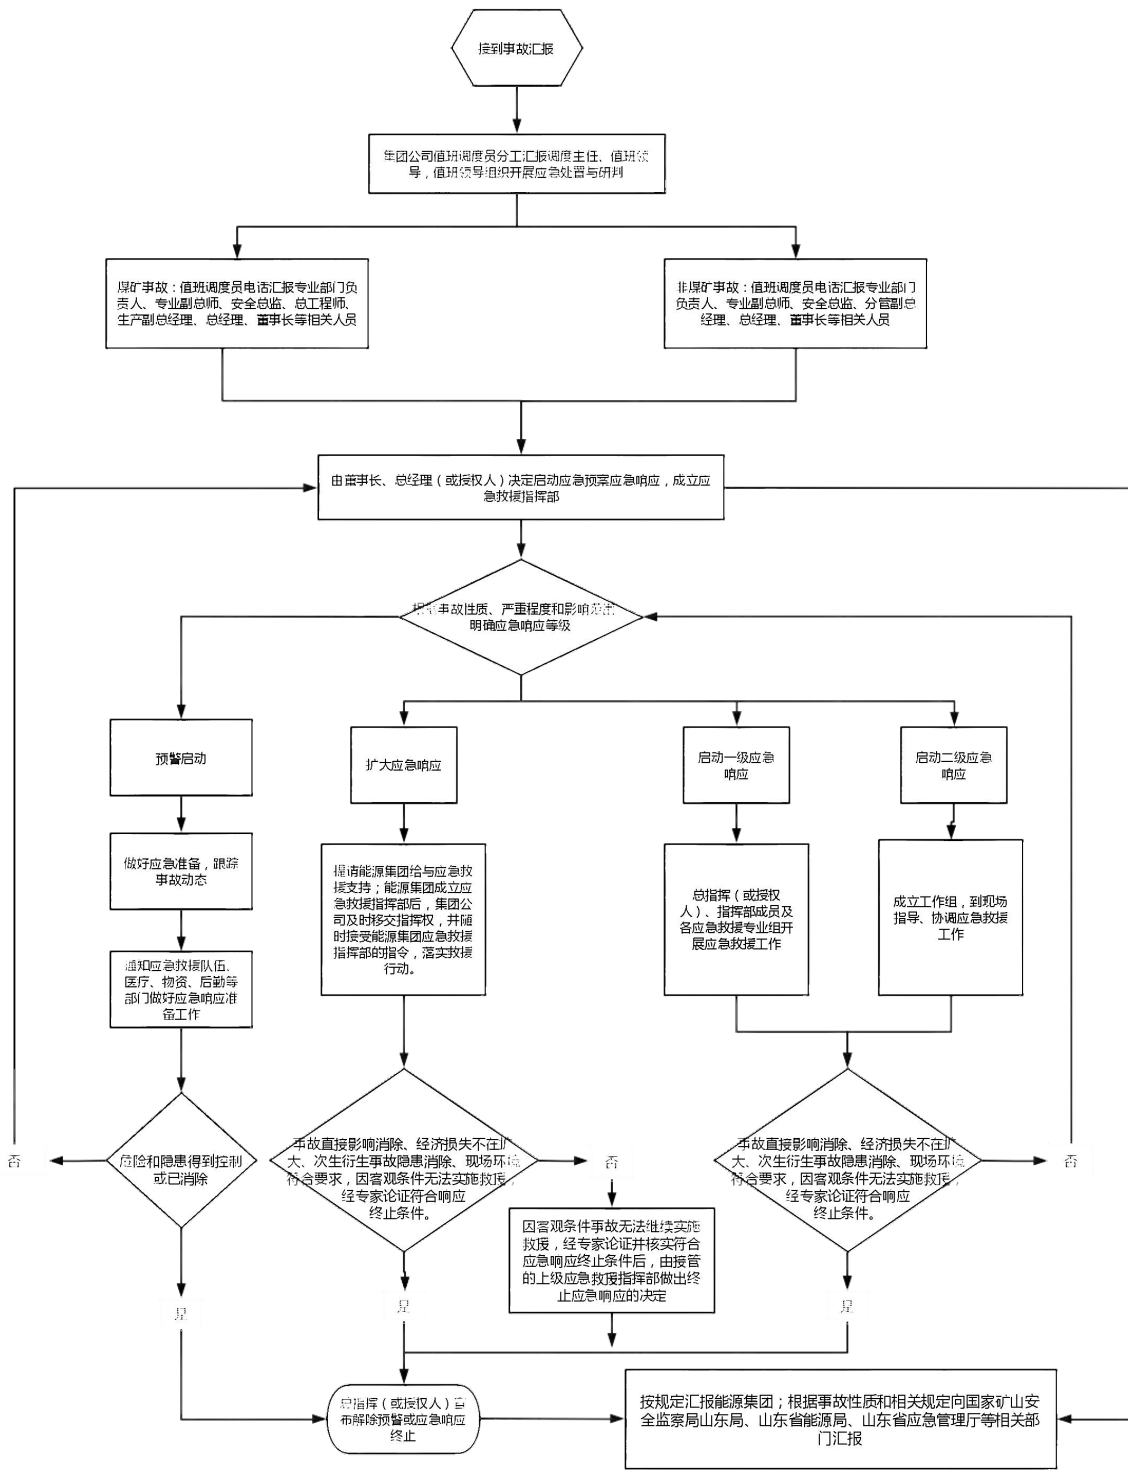 接到事故汇报
集团公司值班调度员分工汇报调度主任、值班领
导，值班领导组织开展应急处置与研判
煤矿事故：值班调度员电话汇报专业部门负
责人、专业副总师、安全总监、总工程师、
生产副总经理、总经理、董事长等相关人员
非煤矿事故：值班调度员电话汇报专业部门
负责人、专业副总师、安全总监、分管副总
经理、总经理、董事长等相关人员
由董事长、总经理（或授权人）决定启动应急预案应急响应，成立应
急救援指挥部
根据事故性质、严重程度和影响范围
明确应急响应等级
预警启动
扩大应急响应
启动一级应急
响应
启动二级应急
响应
做好应急准备，跟踪
事故动态
提请能源集团给与应急救
援支持；能源集团成立应
急救援指挥部后，集团公
司及时移交指挥权，并随
时接受能源集团应急救援
指挥部的指令，落实救援
行动。
总指挥（或授权
人）、指挥部成员及
各应急救援专业组开
展应急救援工作
成立工作组，到现场
指导、协调应急救援
工作
通知应急救援队伍、
医疗、物资、后勤等
部门做好应急响应准
备工作
否
危险和隐患得到控制
或已消除
事故直接影响消除、经济损失不在扩
大、次生衍生事故隐患消除、现场环境
符合要求，因客观条件无法实施救援，
经专家论证符合响应
终止条件。
否
事故直接影响消除、经济损失不在扩
大、次生衍生事故隐患消除、现场环境
符合要求，因客观条件无法实施救援，
经专家论证符合响应
终止条件。
否
因客观条件事故无法继续实施
救援，经专家论证并核实符合
应急响应终止条件后，由接管
的上级应急救援指挥部做出终
止应急响应的决定
是
是
是
总指挥（或授权人）宣
布解除预警或应急响应
终止
按规定汇报能源集团；根据事故性质和相关规定向国家矿山安
全监察局山东局、山东省能源局、山东省应急管理厅等相关部
门汇报